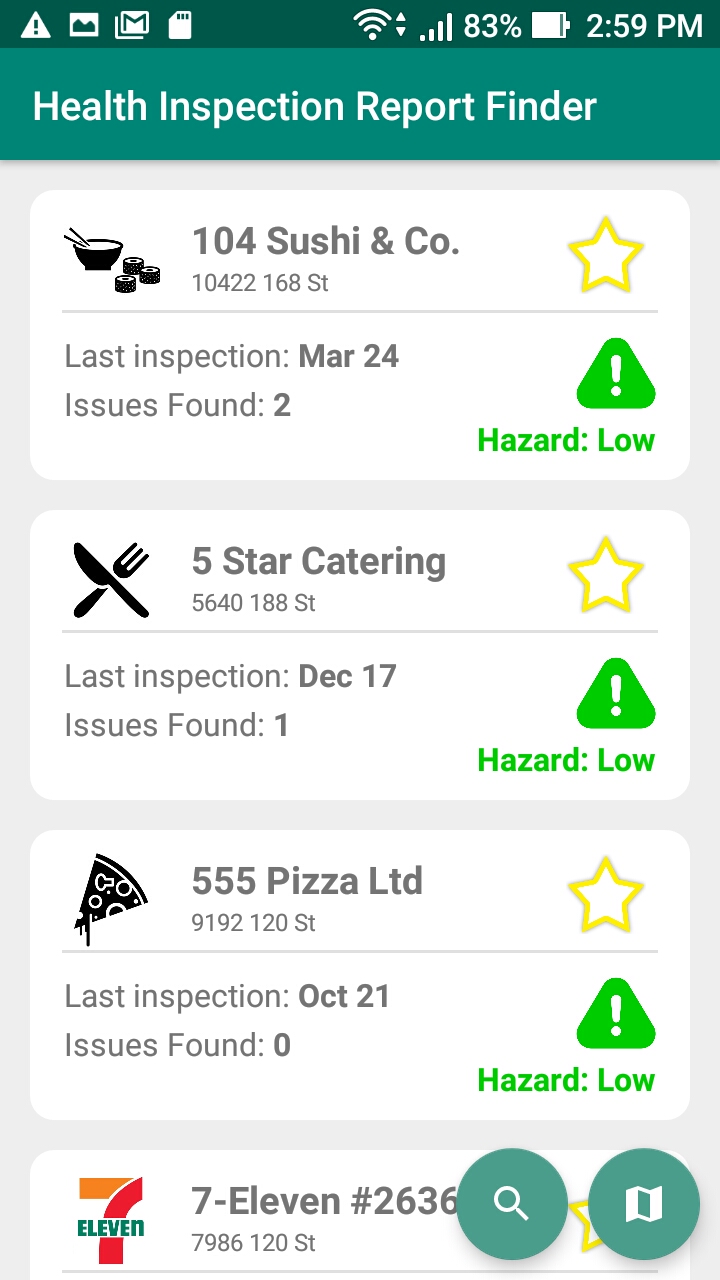 83% 2:59 PM
Health Inspection Report Finder
104 Sushi & Co.
10422 168 St
Last inspection: Mar 24
Issues Found: 2
Hazard: Low
5 Star Catering
5640 188 St
Last inspection: Dec 17
Issues Found: 1
Hazard: Low
555 Pizza Ltd
9192 120 St
Last inspection: Oct 21
Issues Found: 0
Hazard: Low
ELEVEN
7-Eleven #2636
7986 120 St